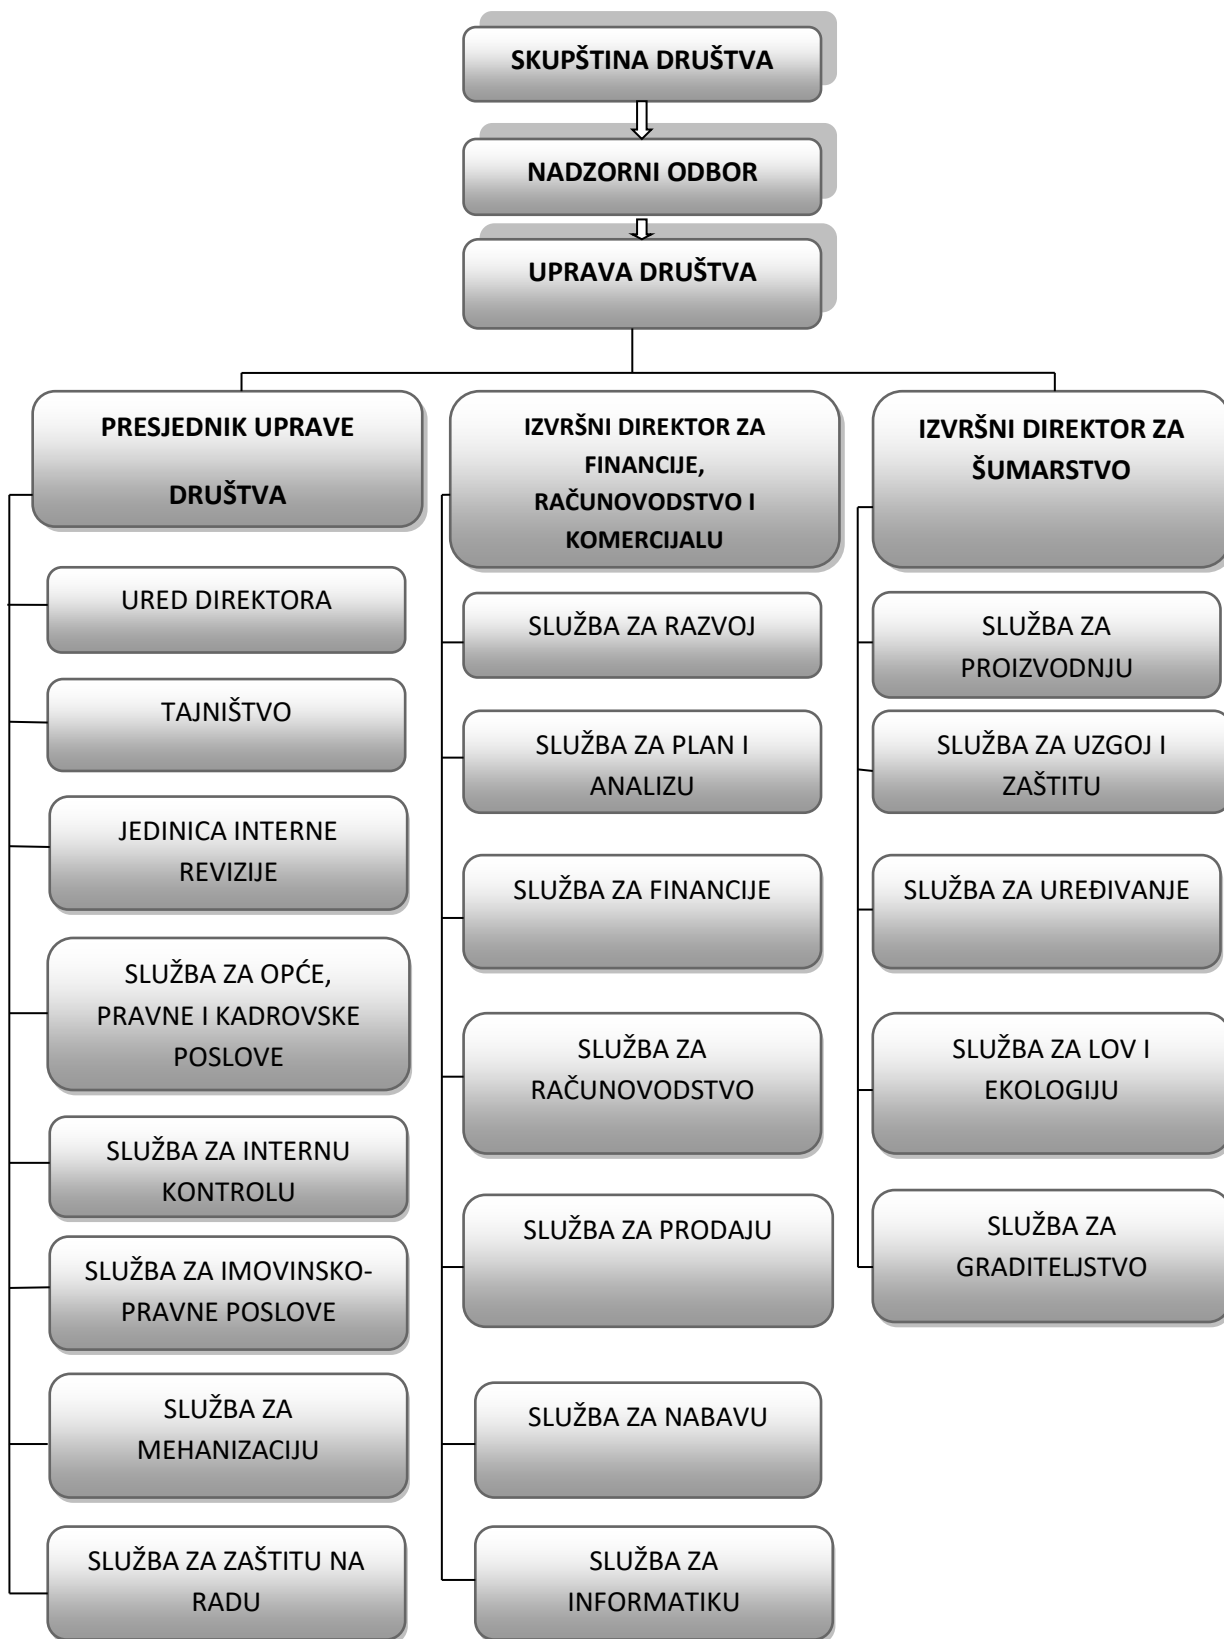 SKUPŠTINA DRUŠTVA
NADZORNI ODBOR
UPRAVA DRUŠTVA
PRESJEDNIK UPRAVE
DRUŠTVA
URED DIREKTORA
TAJNIŠTVO
JEDINICA INTERNE
REVIZIJE
SLUŽBA ZA OPĆE,
PRAVNE I KADROVSKE
POSLOVE
SLUŽBA ZA INTERNU
KONTROLU
SLUŽBA ZA IMOVINSKO-
PRAVNE POSLOVE
SLUŽBA ZA
MEHANIZACIJU
SLUŽBA ZA ZAŠTITU NA
RADU
IZVRŠNI DIREKTOR ZA
FINANCIJE,
RAČUNOVODSTVO I
KOMERCIJALU
SLUŽBA ZA RAZVOJ
SLUŽBA ZA PLAN I
ANALIZU
SLUŽBA ZA FINANCIJE
SLUŽBA ZA
RAČUNOVODSTVO
SLUŽBA ZA PRODAJU
SLUŽBA ZA NABAVU
SLUŽBA ZA
INFORMATIKU
IZVRŠNI DIREKTOR ZA
ŠUMARSTVO
SLUŽBA ZA
PROIZVODNJU
SLUŽBA ZA UZGOJ I
ZAŠTITU
SLUŽBA ZA UREĐIVANJE
SLUŽBA ZA LOV I
EKOLOGIJU
SLUŽBA ZA
GRADITELJSTVO